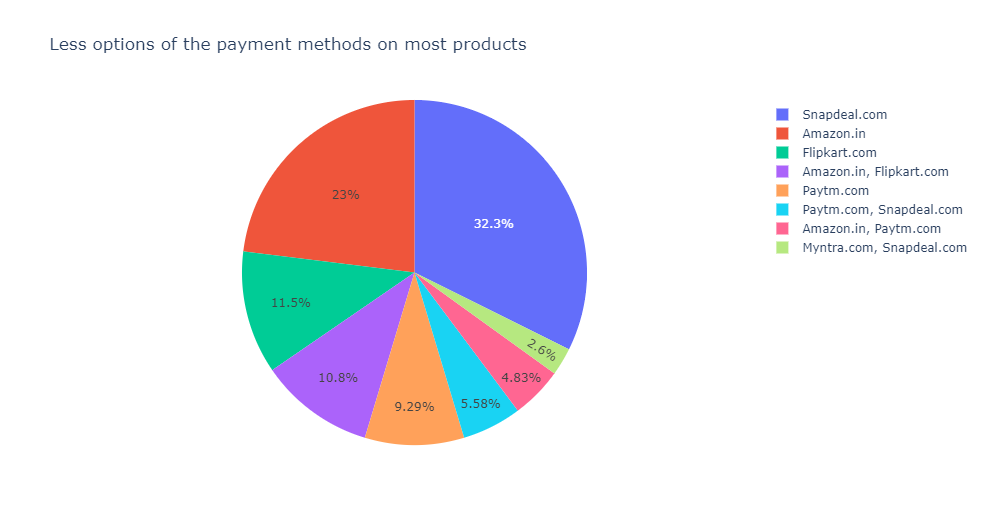 Less options of the payment methods on most products
Snapdeal.com
Amazon.in
Flipkart.com
Amazon.in, Flipkart.com
Paytm.com
Paytm.com, Snapdeal.com
Amazon.in, Paytm.com
Myntra.com, Snapdeal.com
23%
32.3%
11.5%
2.6%
10.8%
4.83%
9.29%
5.58%